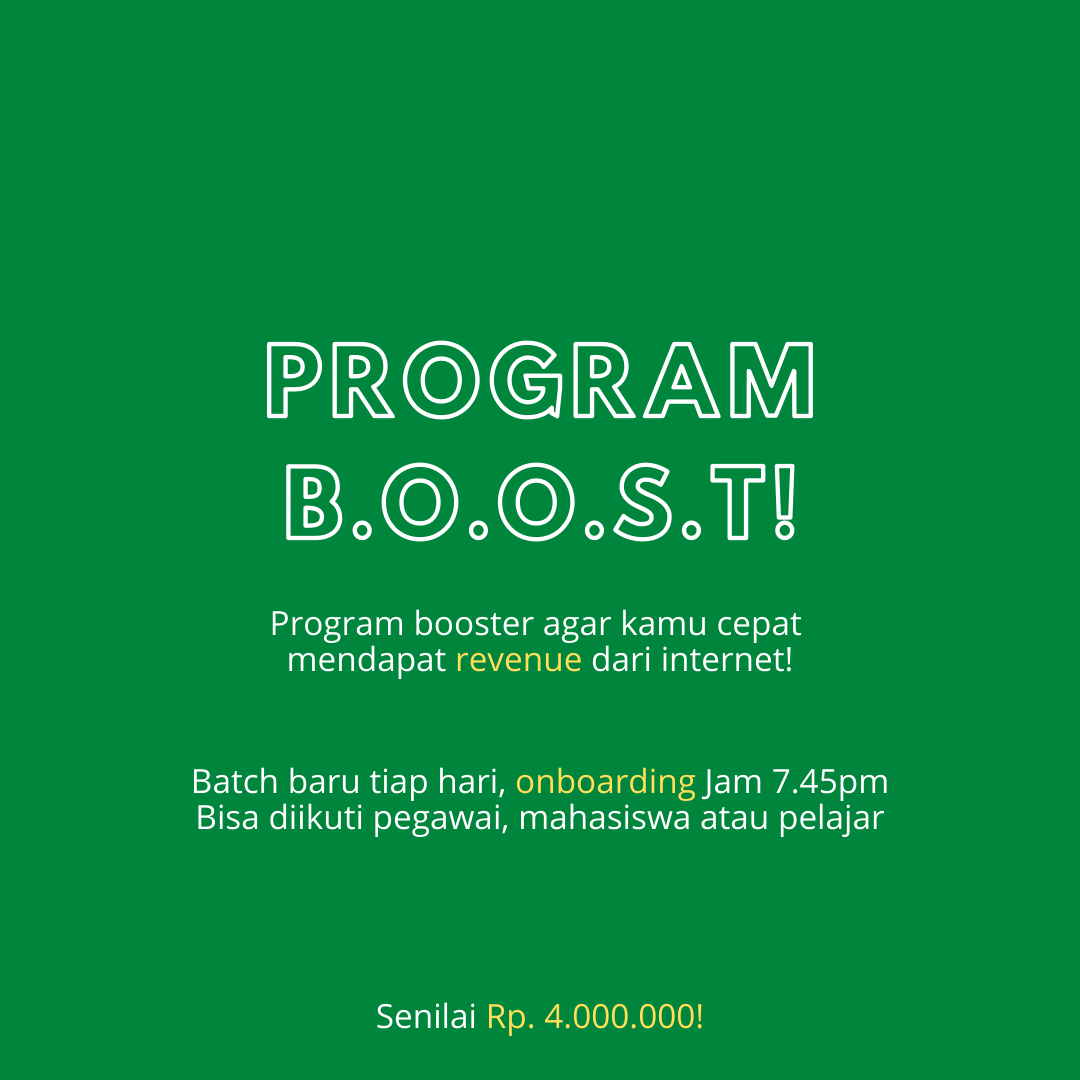 PROGRAM
B.O.O.S.T!
Program booster agar kamu cepat
mendapat revenue dari internet!
Batch baru tiap hari, onboarding Jam 7.45pm
Bisa diikuti pegawai, mahasiswa atau pelajar
Senilai Rp. 4.000.000!